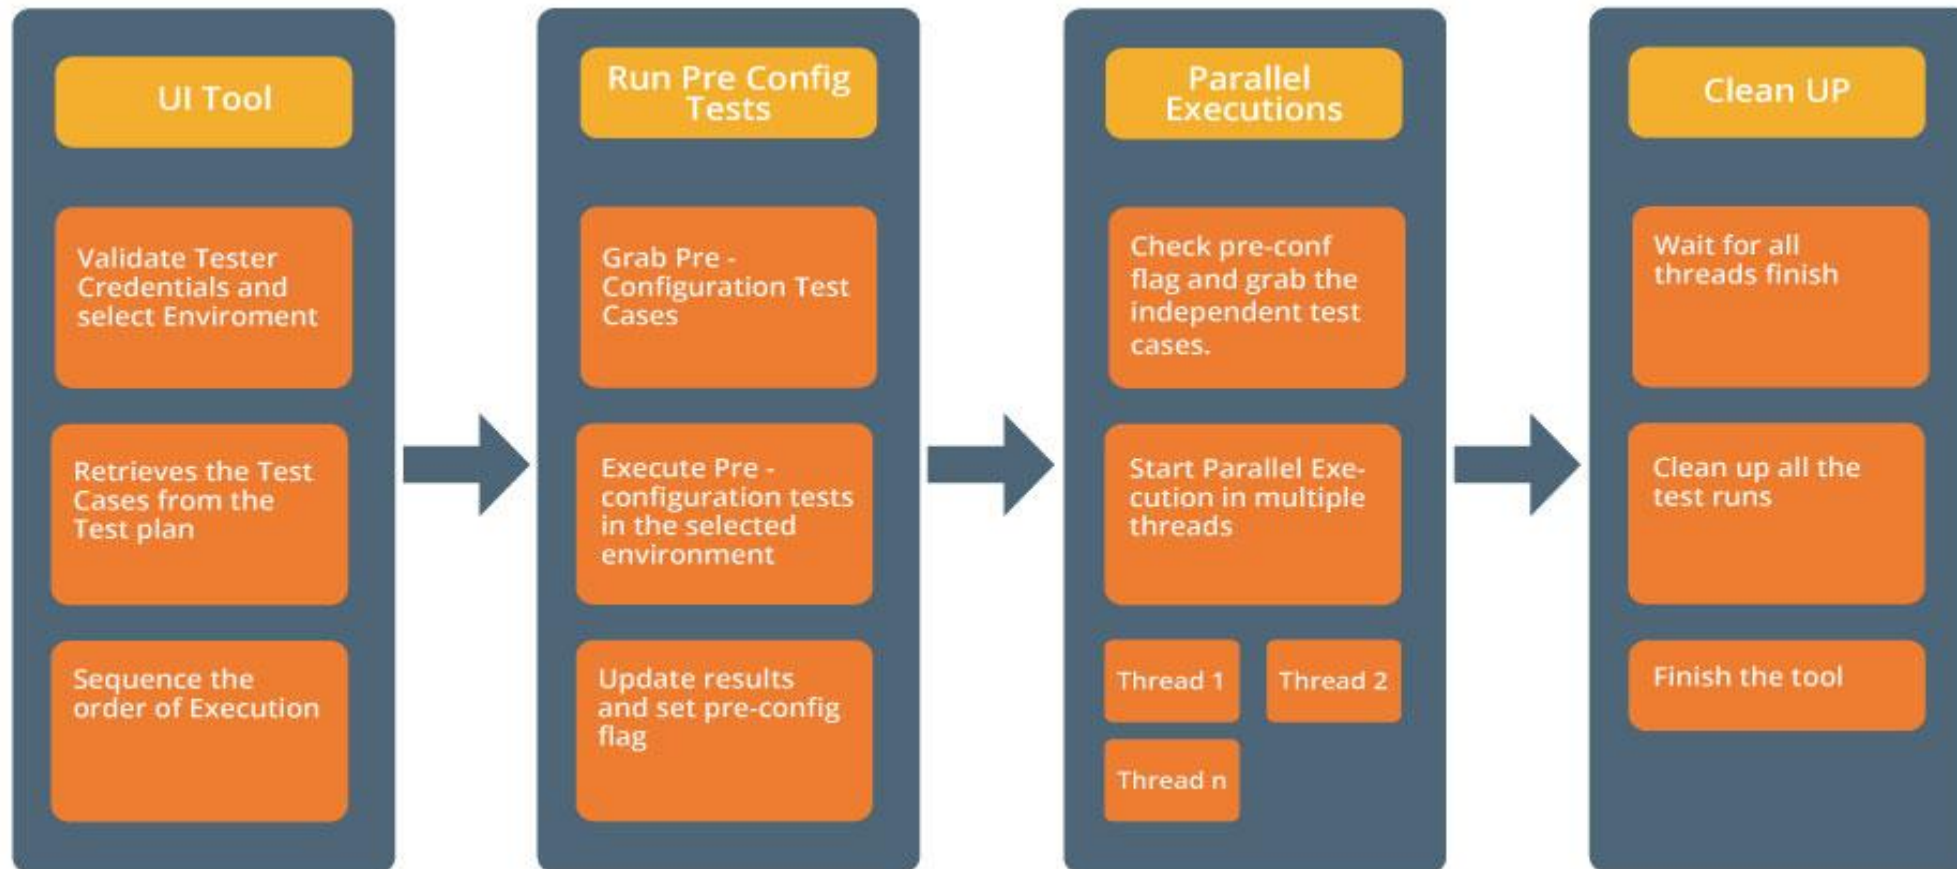 UI Tool
Validate Tester
Credentials and
select Enviroment
Retrieves the Test
Cases from the
Test plan
Sequence the
order of Execution
Run Pre Config
Tests
Grab Pre -
Configuration Test
Cases
Execute Pre -
configuration tests
in the selected
environment
Update results
and set pre-config
flag
Parallel
Executions
Check pre-conf
flag and grab the
independent test
cases.
Start Parallel Exe-
cution in multiple
threads
Thread 1
Thread 2
Thread n
Clean UP
Wait for all
threads finish
Clean up all the
test runs
Finish the tool